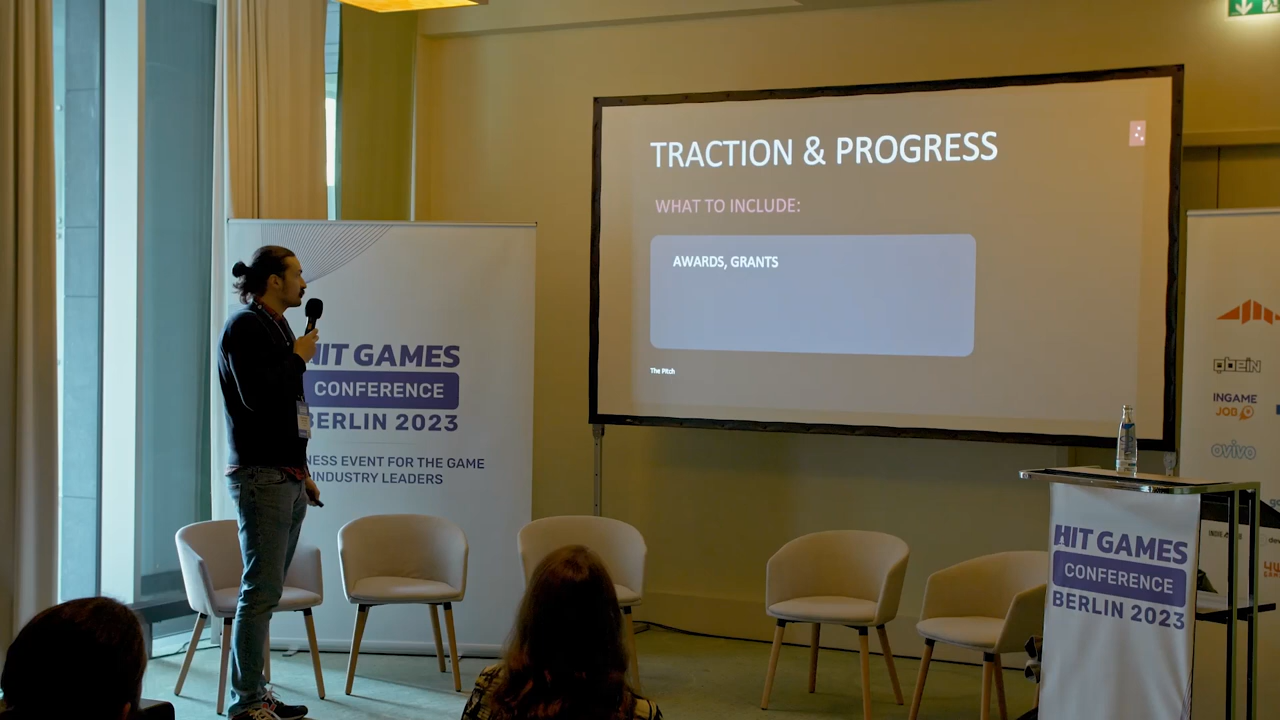 TRACTION & PROGRESS
WHAT TO INCLUDE:
AWARDS, GRANTS
The Pitch
HIT GAMES
CONFERENCE
BERLIN 2023
NESS EVENT FOR THE GAME
INDUSTRY LEADERS
INGAME
JOB
ovivo
HIT GAMES
CONFERENCE
BERLIN 2023